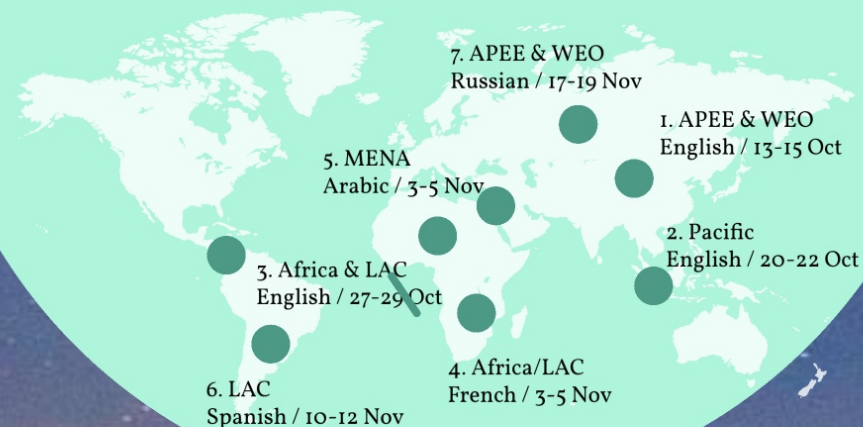 7. APEE & WEO
Russian / 17-19 Nov
1. APEE & WEO
English / 13-15 Oct
5. MENA
Arabic / 3-5 Nov
2. Pacific
English / 20-22 Oct
3. Africa & LAC
English / 27-29 Oct
4. Africa/LAC
French / 3-5 Nov
6. LAC
Spanish / 10-12 Nov